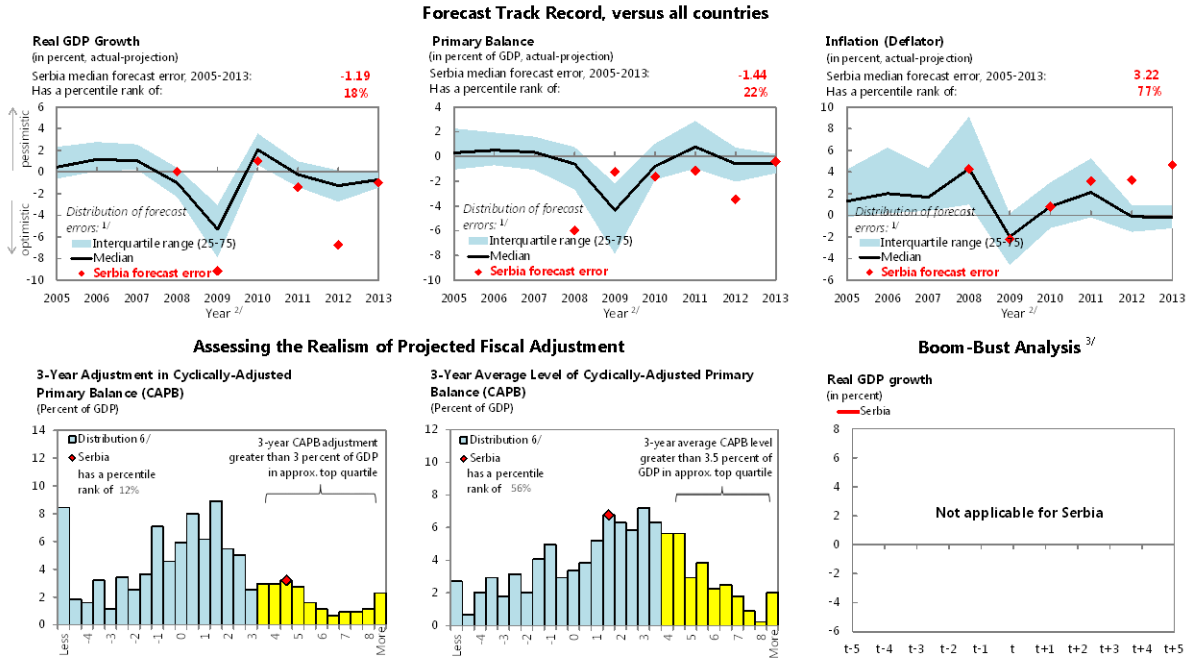 Forecast Track Record, versus all countries
Real GDP Growth
(in percent, actual-projection)
Serbia median forecast error, 2005-2013: -1.19
Has a percentile rank of: 18%
pessimistic
optimistic
6
4
2
0
-2
-4
-6
-8
-10
Distribution of forecast
errors: 1/
Interquartile range (25-75)
Median
Serbia forecast error
2005 2006 2007 2008 2009 2010 2011 2012 2013
Year 2/
Primary Balance
(in percent of GDP, actual-projection)
Serbia median forecast error, 2005-2013: -1.44
Has a percentile rank of: 22%
4
2
0
-2
-4
-6
-8
-10
Distribution of forecast
errors: 1/
Interquartile range (25-75)
Median
Serbia forecast error
2005 2006 2007 2008 2009 2010 2011 2012 2013
Year 2/
Inflation (Deflator)
(in percent, actual-projection)
Serbia median forecast error, 2005-2013: 3.22
Has a percentile rank of: 77%
10
8
6
4
2
0
-2
-4
-6
Distribution of forecast
errors: 1/
Interquartile range (25-75)
Median
Serbia forecast error
2005 2006 2007 2008 2009 2010 2011 2012 2013
Year 2/
Assessing the Realism of Projected Fiscal Adjustment
3-Year Adjustment in Cyclically-Adjusted
Primary Balance (CAPB)
(Percent of GDP)
14
12
10
8
6
4
2
0
Distribution 6/
Serbia
has a percentile
rank of 12%
3-year CAPB adjustment
greater than 3 percent of GDP
in approx. top quartile
Less -4 -3 -2 -1 0 1 2 3 4 5 6 7 8 More
3-Year Average Level of Cyclically-Adjusted Primary
Balance (CAPB)
(Percent of GDP)
12
10
8
6
4
2
0
Distribution 6/
Serbia
has a percentile
rank of 56%
3-year average CAPB level
greater than 3.5 percent of
GDP in approx. top quartile
Less -4 -3 -2 -1 0 1 2 3 4 5 6 7 8 More
Boom-Bust Analysis 3/
Real GDP growth
(in percent)
Serbia
8
6
4
2
0
-2
-4
-6
Not applicable for Serbia
t-5 t-4 t-3 t-2 t-1 t t+1 t+2 t+3 t+4 t+5